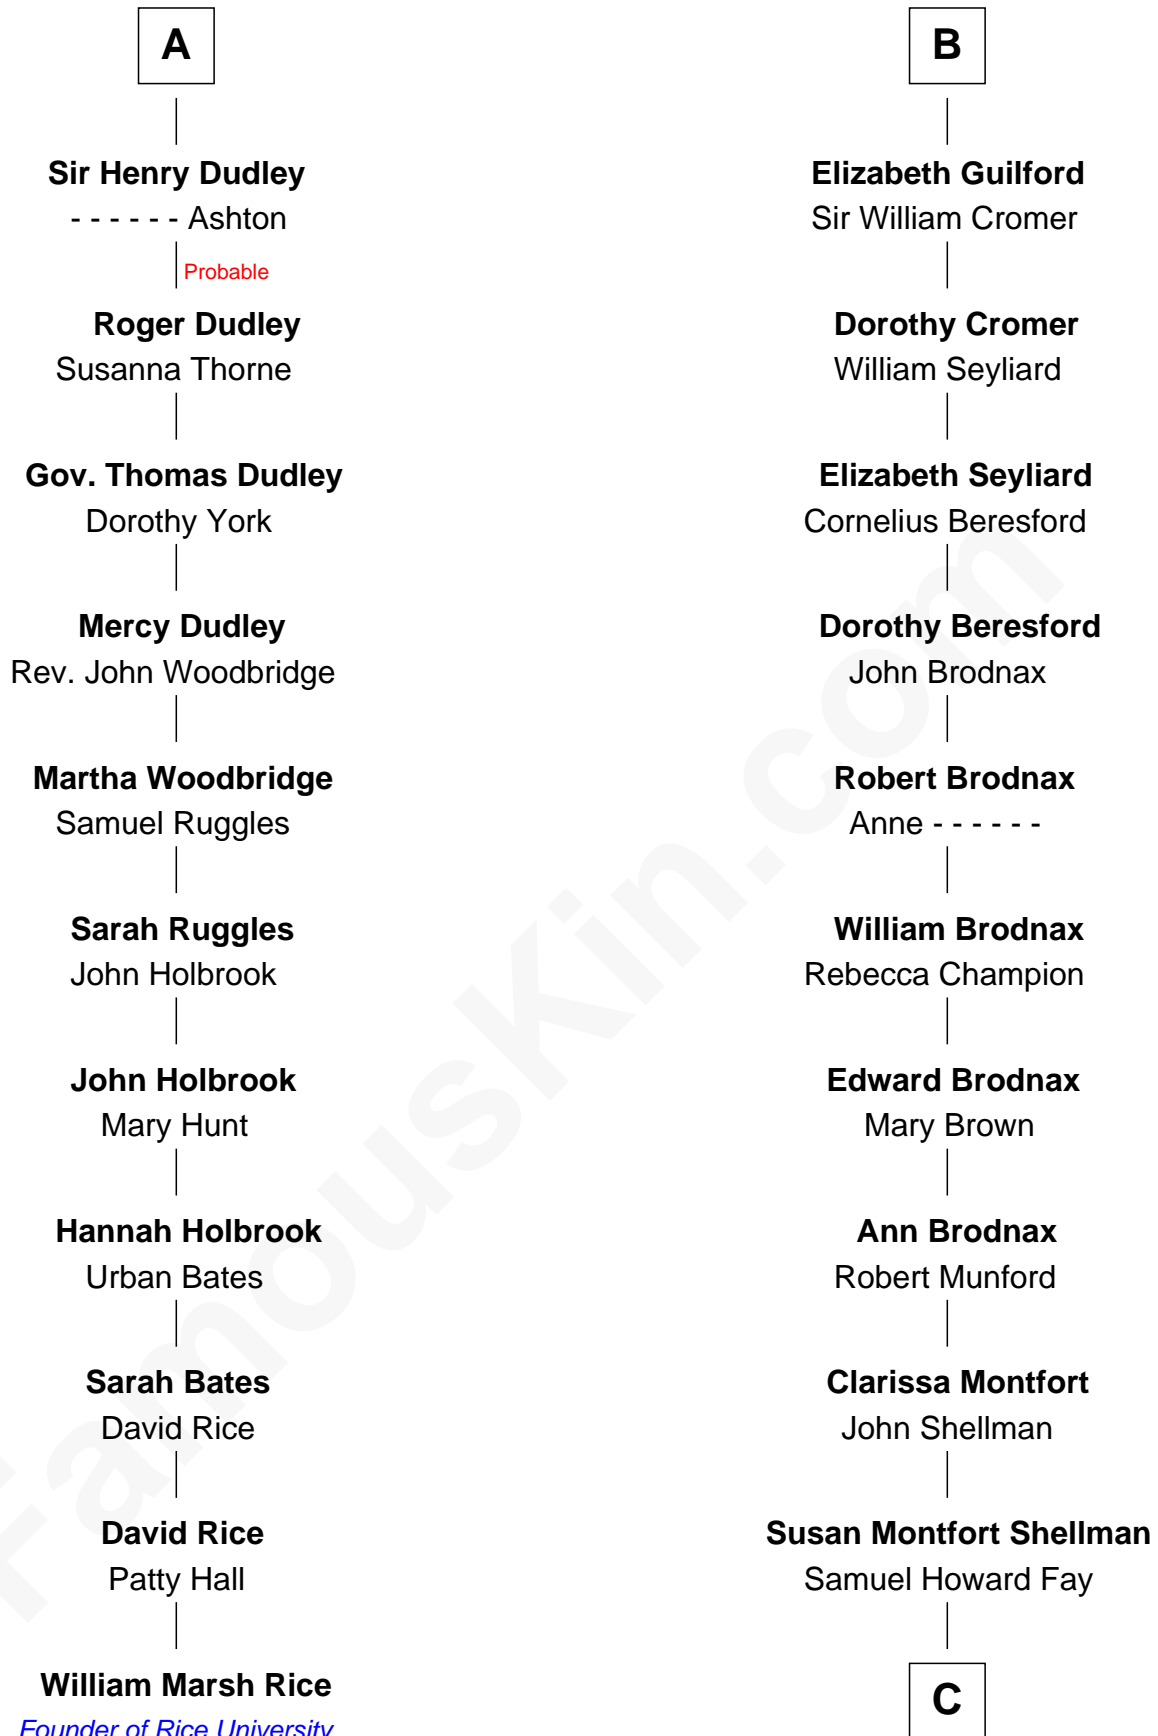 A
Sir Henry Dudley
- - - - - - Ashton
Probable
Roger Dudley
Susanna Thorne
Gov. Thomas Dudley
Dorothy York
Mercy Dudley
Rev. John Woodbridge
Martha Woodbridge
Samuel Ruggles
Sarah Ruggles
John Holbrook
John Holbrook
Mary Hunt
Hannah Holbrook
Urban Bates
Sarah Bates
David Rice
David Rice
Patty Hall
William Marsh Rice
Founder of Rice University
B
Elizabeth Guilford
Sir William Cromer
Dorothy Cromer
William Seyliard
Elizabeth Seyliard
Cornelius Beresford
Dorothy Beresford
John Brodnax
Robert Brodnax
Anne - - - - - -
William Brodnax
Rebecca Champion
Edward Brodnax
Mary Brown
Ann Brodnax
Robert Munford
Clarissa Montfort
John Shellman
Susan Montfort Shellman
Samuel Howard Fay
C
FamousKin.com